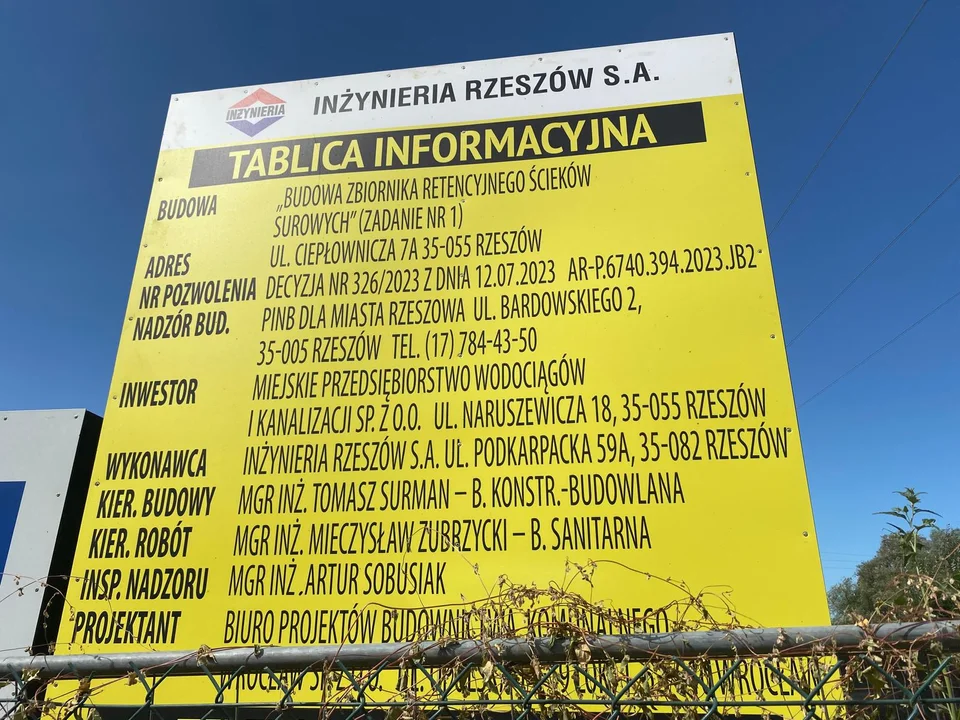 INŻYNIERIA
INŻYNIERIA RZESZÓW S.A.
TABLICA INFORMACYJNA
BUDOWA „BUDOWA ZBIORNIKA RETENCYJNEGO ŚCIEKÓW
SUROWYCH” (ZADANIE NR 1)
ADRES UL. CIEPŁOWNICZA 7A 35-055 RZESZÓW
NR POZWOLENIA DECYZJA NR 326/2023 Z DNIA 12.07.2023 AR-P.6740.394.2023.JB2
NADZÓR BUD. PINB DLA MIASTA RZESZOWA UL. BARDOWSKIEGO 2,
35-005 RZESZÓW TEL. (17) 784-43-50
INWESTOR MIEJSKIE PRZEDSIĘBIORSTWO WODOCIĄGÓW
I KANALIZACJI SP. Z O.O. UL. NARUSZEWICZA 18, 35-055 RZESZÓW
WYKONAWCA INŻYNIERIA RZESZÓW S.A. UL. PODKARPACKA 59A, 35-082 RZESZÓW
KIER. BUDOWY MGR INŻ. TOMASZ SURMAN – B. KONSTR.-BUDOWLANA
KIER. ROBÓT MGR INŻ. MIECZYSŁAW ZUBRZYCKI – B. SANITARNA
INSP. NADZORU MGR INŻ. ARTUR SOBUSIAK
PROJEKTANT BIURO PROJEKTÓW BUDOWNICTWA KOMUNALNEGO
WROCŁAW WROCŁAW